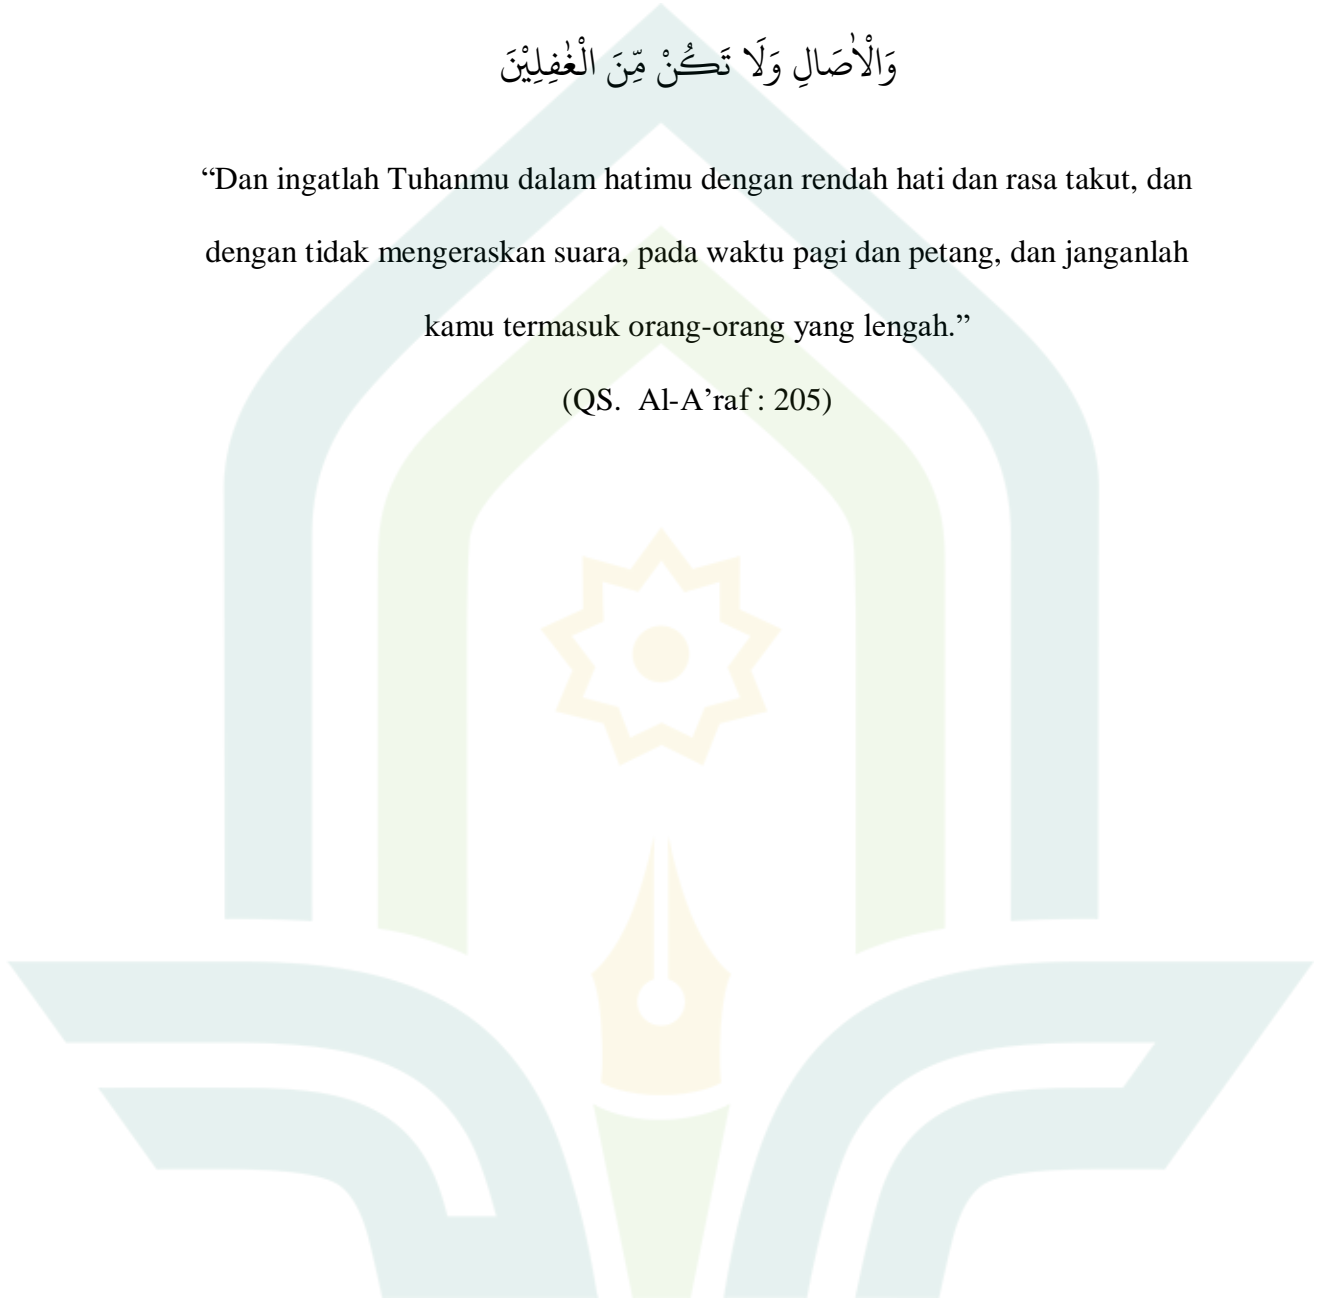 وَالْاٰصَالِ وَلَا تَكُنْ مِّنَ الْغٰفِلِيْنَ
“Dan ingatlah Tuhanmu dalam hatimu dengan rendah hati dan rasa takut, dan
dengan tidak mengeraskan suara, pada waktu pagi dan petang, dan janganlah
kamu termasuk orang-orang yang lengah.”
(QS.  Al-A’raf : 205)